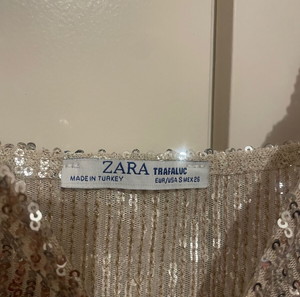 ZARA TRAFALUC
MADE IN TURKEY EUR/USA S MEX 26